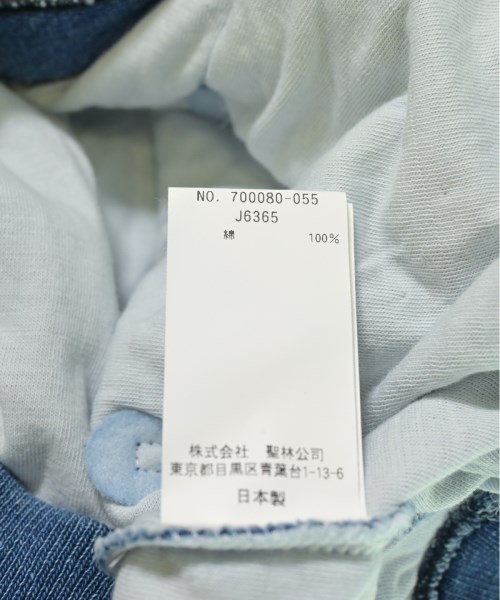 NO. 700080-055
J6365
綿 100%
株式会社 聖林公司
東京都目黒区青葉台1-13-6
日本製